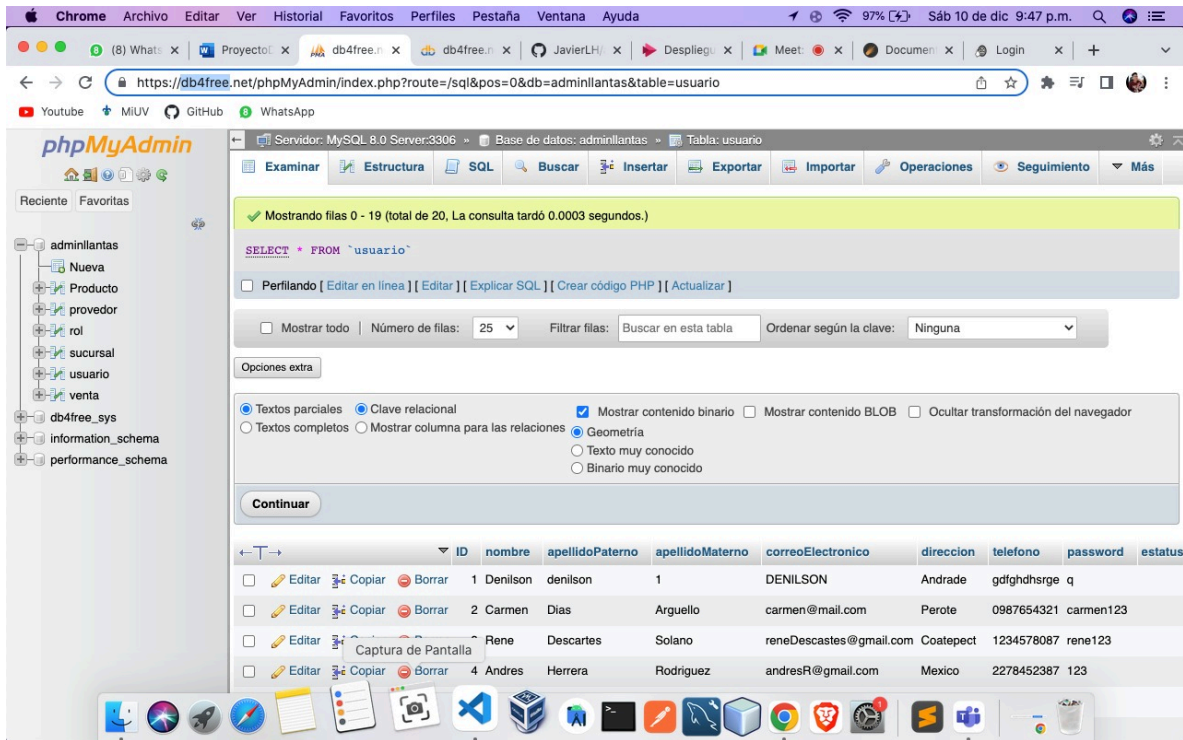 Chrome Archivo Editar Ver Historial Favoritos Perfiles Pestaña Ventana Ayuda 97% Sáb 10 de dic 9:47 p.m.
(8) Whats ProyectoD db4free.n db4free.n JavierLH/ Despliegu Meet: Documen Login
https://db4free.net/phpMyAdmin/index.php?route=/sql&pos=0&db=adminllantas&table=usuario
Youtube MiUV GitHub WhatsApp
phpMyAdmin
Reciente Favoritas
adminllantas
Nueva
Producto
provedor
rol
sucursal
usuario
venta
db4free_sys
information_schema
performance_schema
Servidor: MySQL 8.0 Server:3306 » Base de datos: adminllantas » Tabla: usuario
Examinar Estructura SQL Buscar Insertar Exportar Importar Operaciones Seguimiento Más
Mostrando filas 0 - 19 (total de 20, La consulta tardó 0.0003 segundos.)
SELECT * FROM `usuario`
Perfilando [ Editar en línea ] [ Editar ] [ Explicar SQL ] [ Crear código PHP ] [ Actualizar ]
Mostrar todo | Número de filas: 25 Filtrar filas: Buscar en esta tabla Ordenar según la clave: Ninguna
Opciones extra
Textos parciales Clave relacional Mostrar contenido binario Mostrar contenido BLOB Ocultar transformación del navegador
Textos completos Mostrar columna para las relaciones Geometría
Texto muy conocido
Binario muy conocido
Continuar
ID nombre apellidoPaterno apellidoMaterno correoElectronico direccion telefono password estatus
Editar Copiar Borrar 1 Denilson denilson 1 DENILSON Andrade gdfghdhsrge q
Editar Copiar Borrar 2 Carmen Dias Arguello carmen@mail.com Perote 0987654321 carmen123
Editar Rene Descartes Solano reneDescastes@gmail.com Coatepect 1234578087 rene123
Captura de Pantalla
Editar Copiar Borrar 4 Andres Herrera Rodriguez andresR@gmail.com Mexico 2278452387 123